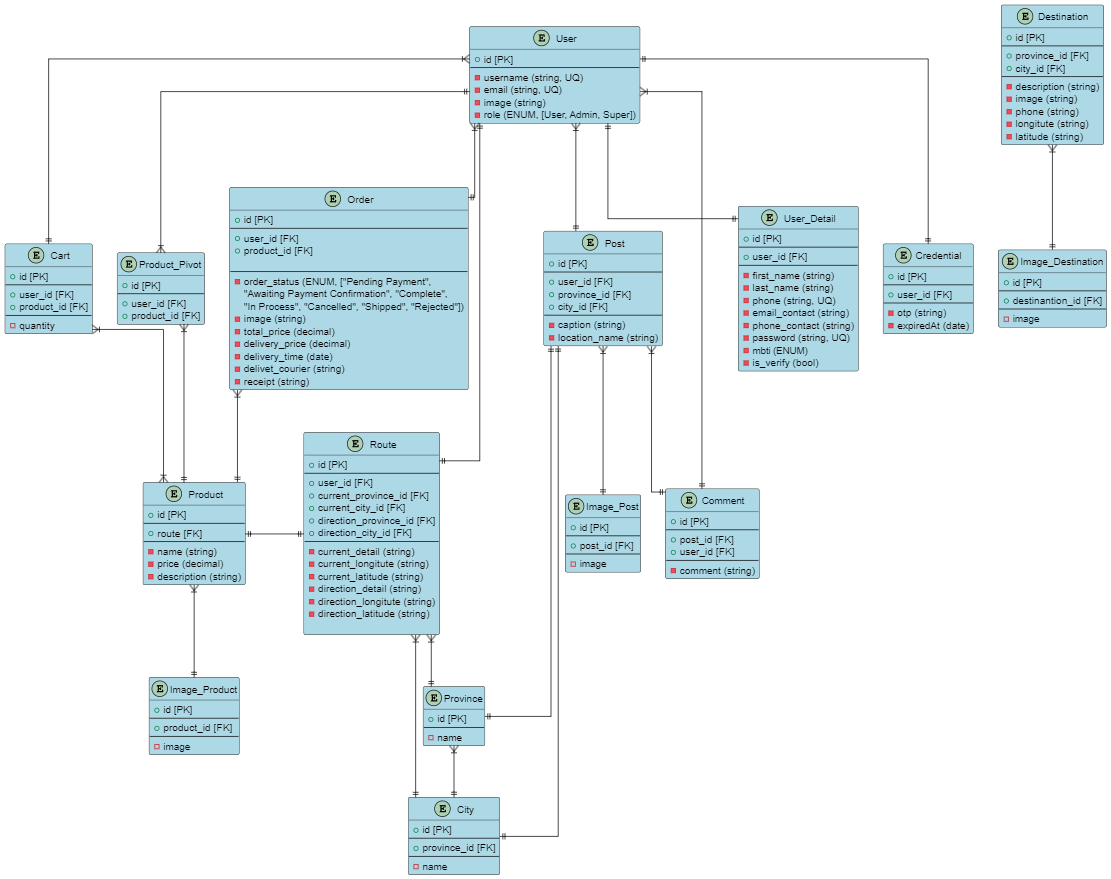 E User
id [PK]
username (string, UQ)
email (string, UQ)
image (string)
role (ENUM, [User, Admin, Super])
E Destination
id [PK]
province_id [FK]
city_id [FK]
description (string)
image (string)
phone (string)
longitute (string)
latitude (string)
E Order
id [PK]
user_id [FK]
product_id [FK]
order_status (ENUM, ["Pending Payment",
"Awaiting Payment Confirmation", "Complete",
"In Process", "Cancelled", "Shipped", "Rejected"])
image (string)
total_price (decimal)
delivery_price (decimal)
delivery_time (date)
delivet_courier (string)
receipt (string)
E Cart
id [PK]
user_id [FK]
product_id [FK]
quantity
E Product_Pivot
id [PK]
user_id [FK]
product_id [FK]
E Post
id [PK]
user_id [FK]
province_id [FK]
city_id [FK]
caption (string)
location_name (string)
E User_Detail
id [PK]
user_id [FK]
first_name (string)
last_name (string)
phone (string, UQ)
email_contact (string)
phone_contact (string)
password (string, UQ)
mbti (ENUM)
is_verify (bool)
E Credential
id [PK]
user_id [FK]
otp (string)
expiredAt (date)
E Image_Destination
id [PK]
destinantion_id [FK]
image
E Route
id [PK]
user_id [FK]
current_province_id [FK]
current_city_id [FK]
direction_province_id [FK]
direction_city_id [FK]
current_detail (string)
current_longitute (string)
current_latitude (string)
direction_detail (string)
direction_longitute (string)
direction_latitude (string)
E Product
id [PK]
route [FK]
name (string)
price (decimal)
description (string)
E Image_Post
id [PK]
post_id [FK]
image
E Comment
id [PK]
post_id [FK]
user_id [FK]
comment (string)
E Image_Product
id [PK]
product_id [FK]
image
E Province
id [PK]
name
E City
id [PK]
province_id [FK]
name